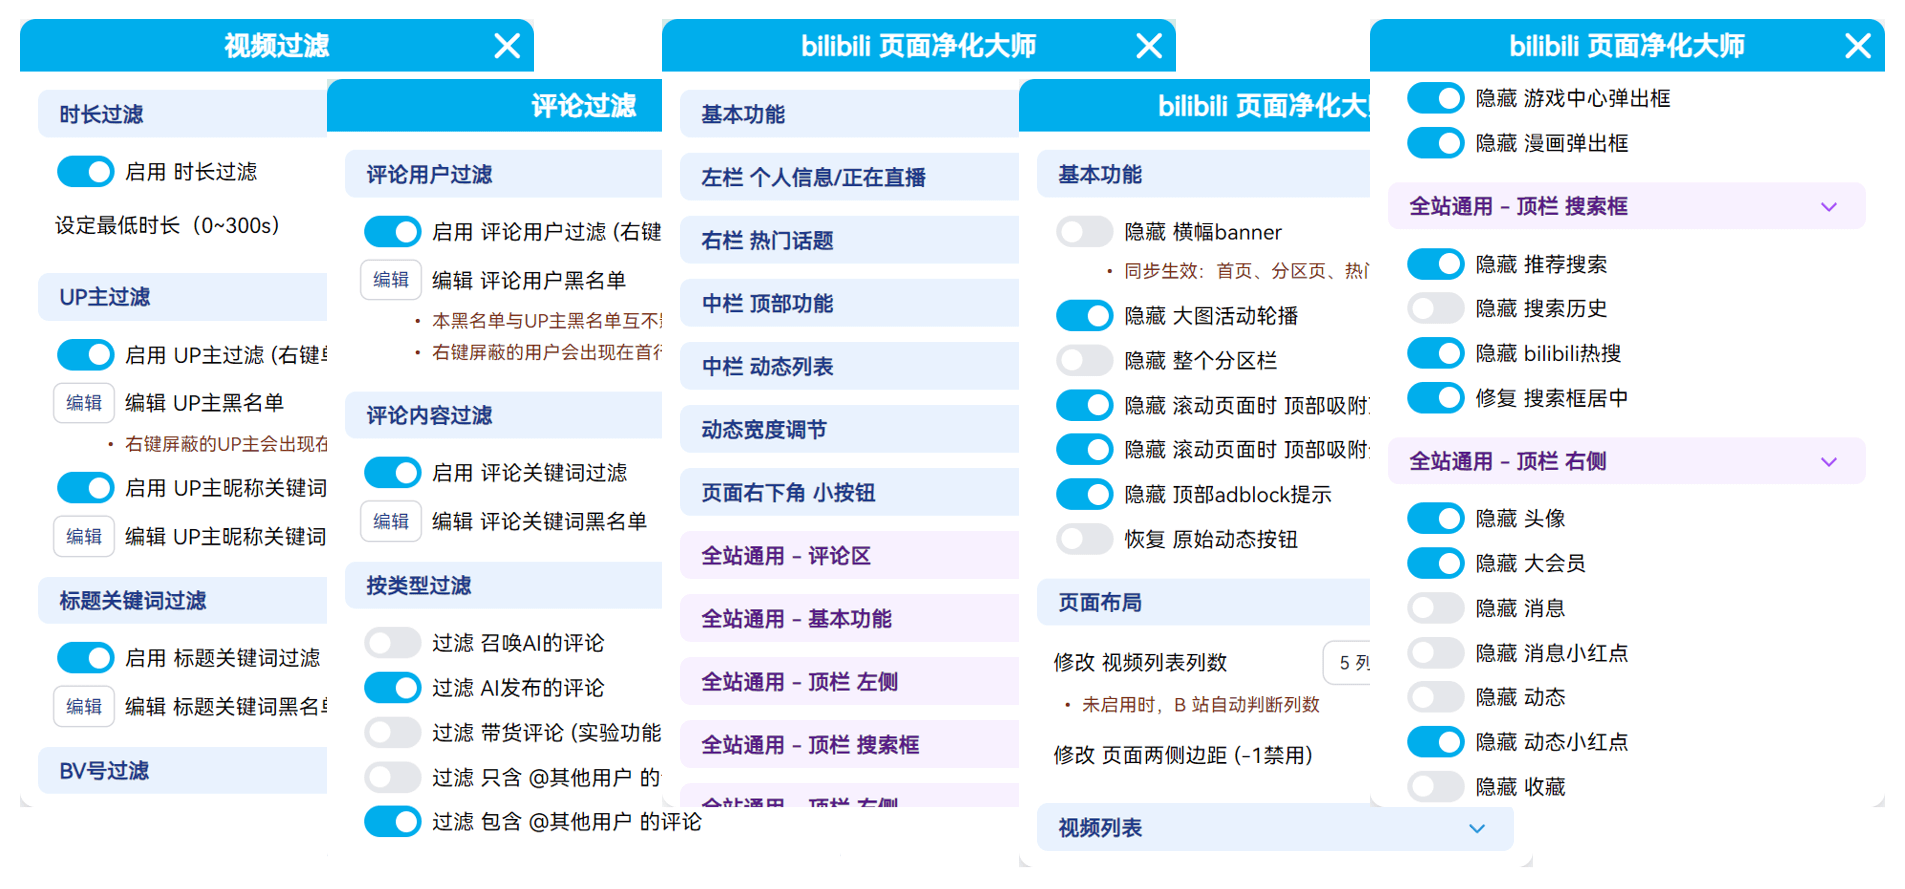 视频过滤
时长过滤
启用 时长过滤
设定最低时长（0~300s）
UP主过滤
启用 UP主过滤 (右键
编辑 编辑 UP主黑名单
• 右键屏蔽的UP主会出现在
启用 UP主昵称关键词
编辑 编辑 UP主昵称关键词
标题关键词过滤
启用 标题关键词过滤
编辑 编辑 标题关键词黑名
BV号过滤
评论过滤
评论用户过滤
启用 评论用户过滤 (右键
编辑 编辑 评论用户黑名单
• 本黑名单与UP主黑名单互不
• 右键屏蔽的用户会出现在首行
评论内容过滤
启用 评论关键词过滤
编辑 编辑 评论关键词黑名单
按类型过滤
过滤 召唤AI的评论
过滤 AI发布的评论
过滤 带货评论 (实验功能
过滤 只含 @其他用户 的
过滤 包含 @其他用户 的评论
bilibili 页面净化大师
基本功能
左栏 个人信息/正在直播
右栏 热门话题
中栏 顶部功能
中栏 动态列表
动态宽度调节
页面右下角 小按钮
全站通用 - 评论区
全站通用 - 基本功能
全站通用 - 顶栏 左侧
全站通用 - 顶栏 搜索框
全站通用 - 顶栏 右侧
bilibili 页面净化大
基本功能
隐藏 横幅banner
• 同步生效：首页、分区页、热门
隐藏 大图活动轮播
隐藏 整个分区栏
隐藏 滚动页面时 顶部吸附
隐藏 滚动页面时 顶部吸附
隐藏 顶部adblock提示
恢复 原始动态按钮
页面布局
修改 视频列表列数 5 列
• 未启用时，B 站自动判断列数
修改 页面两侧边距 (-1禁用)
视频列表
bilibili 页面净化大师
隐藏 游戏中心弹出框
隐藏 漫画弹出框
全站通用 - 顶栏 搜索框
隐藏 推荐搜索
隐藏 搜索历史
隐藏 bilibili热搜
修复 搜索框居中
全站通用 - 顶栏 右侧
隐藏 头像
隐藏 大会员
隐藏 消息
隐藏 消息小红点
隐藏 动态
隐藏 动态小红点
隐藏 收藏